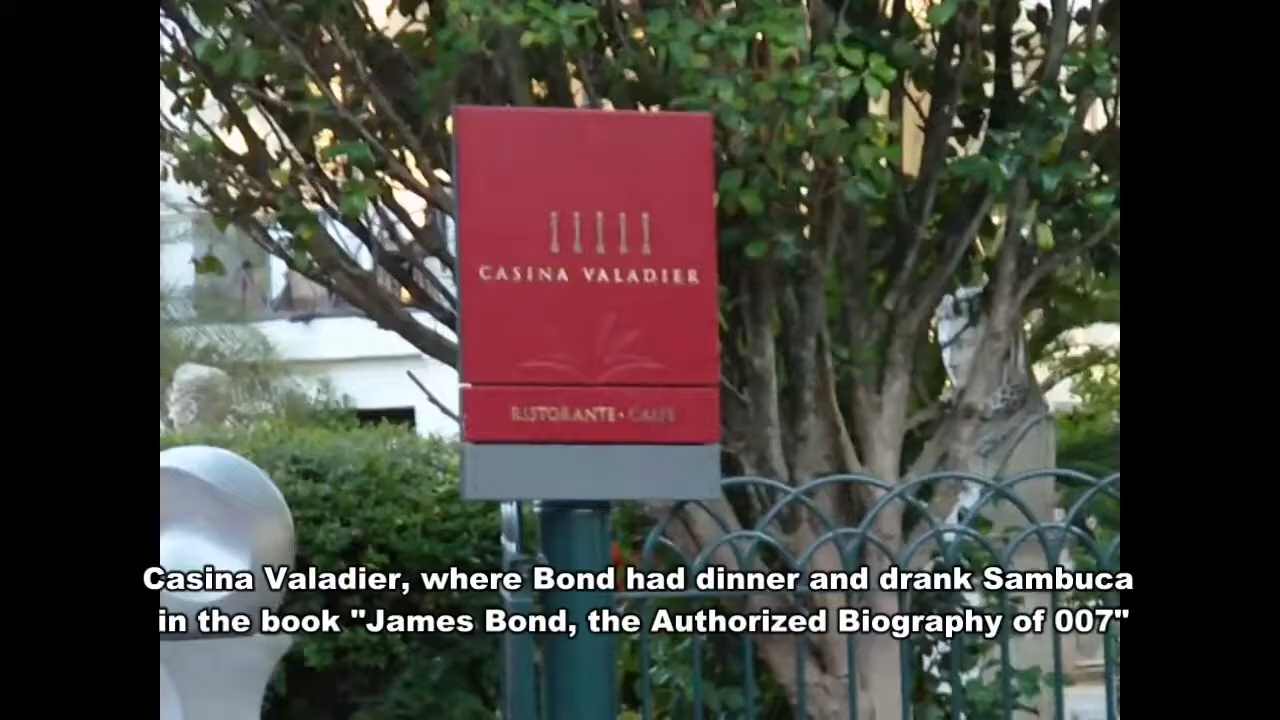 CASINA VALADIER
RISTORANTE • CAFFÈ
Casina Valadier, where Bond had dinner and drank Sambuca
in the book "James Bond, the Authorized Biography of 007"